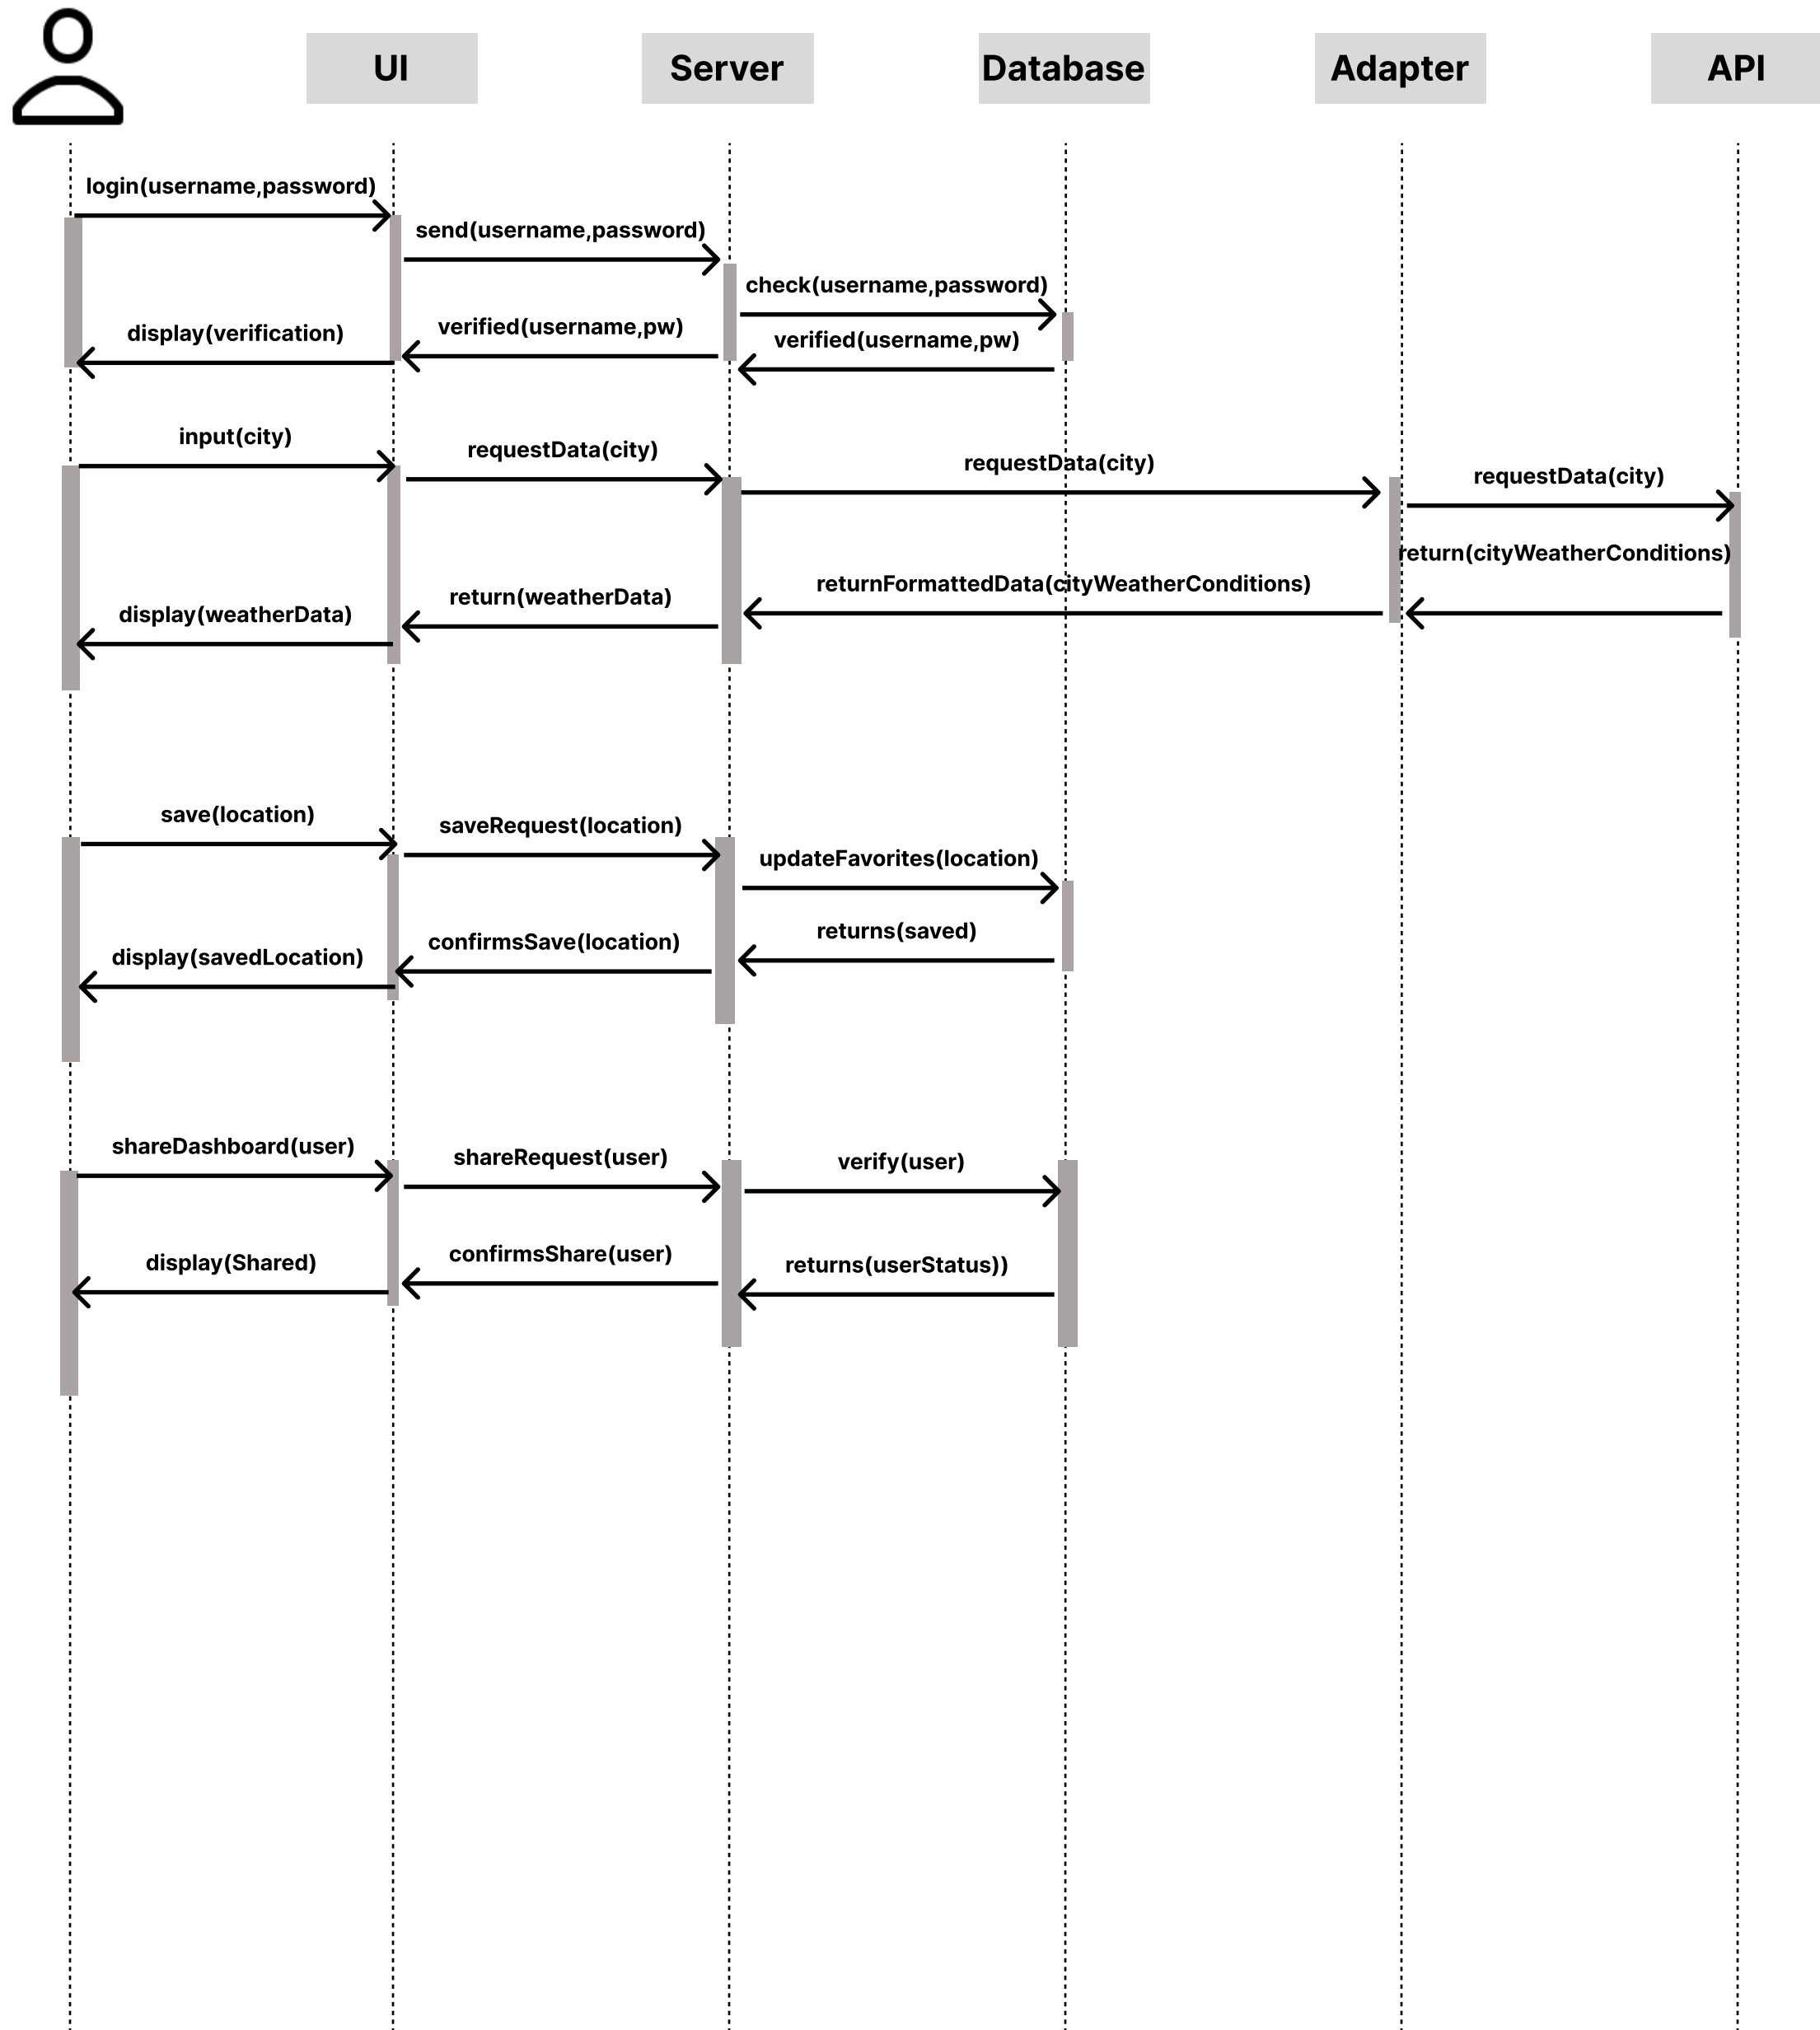 UI
Server
Database
Adapter
API
login(username,password)
send(username,password)
check(username,password)
verified(username,pw)
display(verification)
verified(username,pw)
input(city)
requestData(city)
requestData(city)
requestData(city)
return(cityWeatherConditions)
returnFormattedData(cityWeatherConditions)
return(weatherData)
display(weatherData)
save(location)
saveRequest(location)
updateFavorites(location)
returns(saved)
confirmsSave(location)
display(savedLocation)
shareDashboard(user)
shareRequest(user)
verify(user)
confirmsShare(user)
display(Shared)
returns(userStatus))